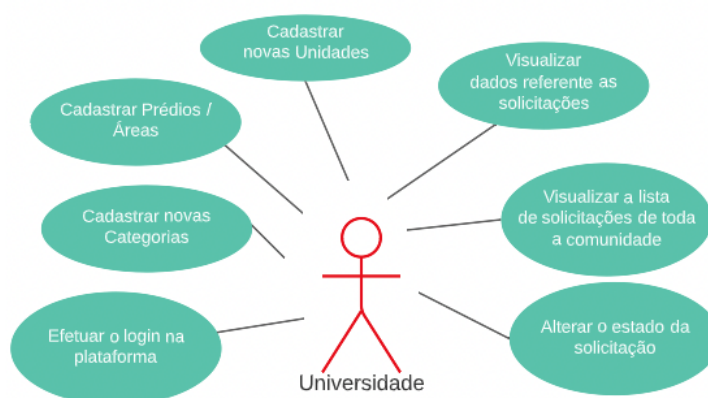 Cadastrar
novas Unidades
Visualizar
dados referente as
solicitações
Cadastrar Prédios /
Áreas
Cadastrar novas
Categorias
Visualizar a lista
de solicitações de toda
a comunidade
Efetuar o login na
plataforma
Alterar o estado da
solicitação
Universidade